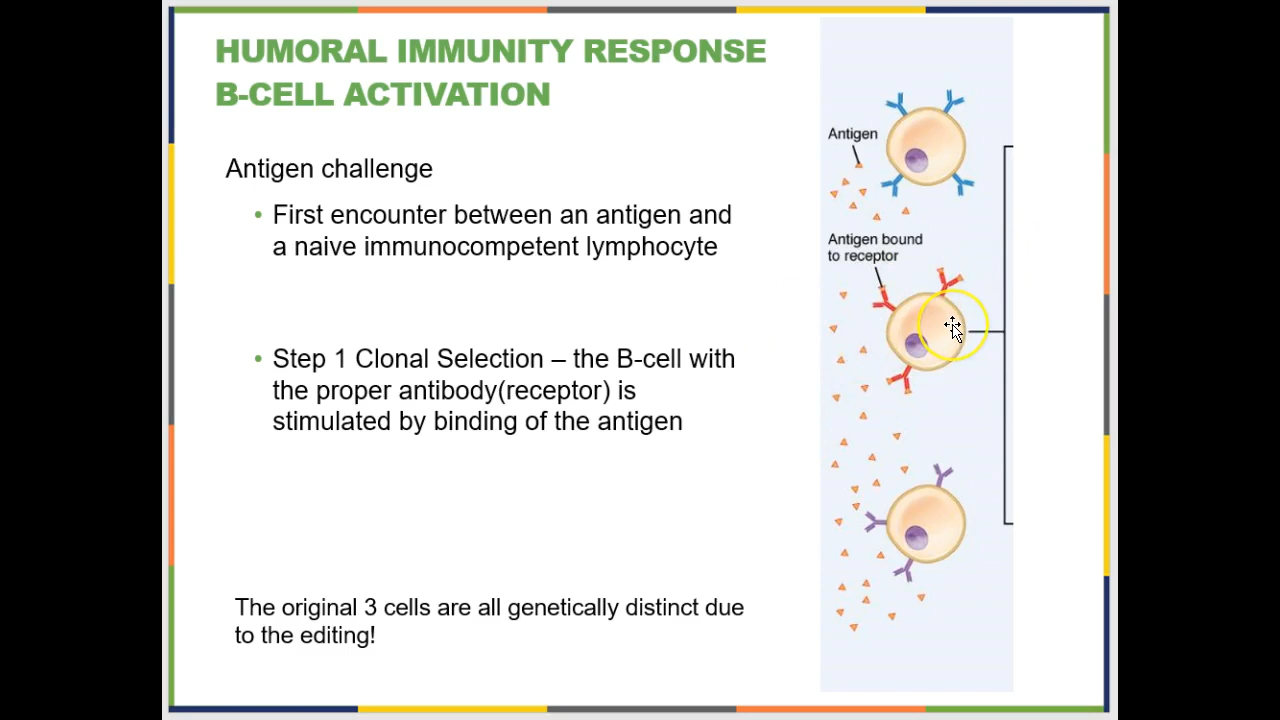 HUMORAL IMMUNITY RESPONSE
B-CELL ACTIVATION
Antigen challenge
• First encounter between an antigen and
a naive immunocompetent lymphocyte
• Step 1 Clonal Selection – the B-cell with
the proper antibody(receptor) is
stimulated by binding of the antigen
The original 3 cells are all genetically distinct due
to the editing!
Antigen
Antigen bound
to receptor